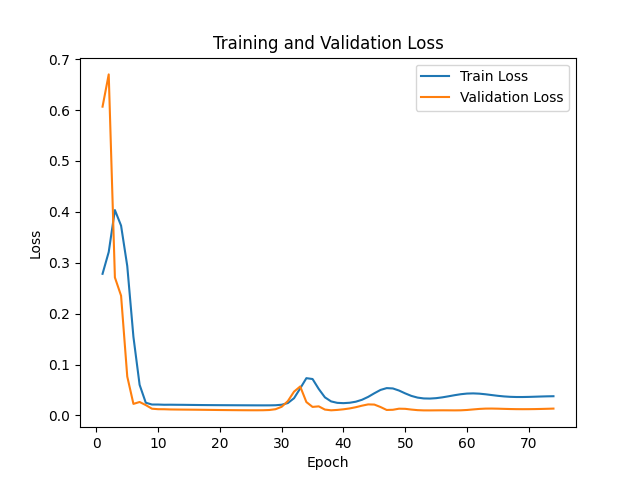 Training and Validation Loss
Train Loss
Validation Loss
0.7
0.6
0.5
0.4
0.3
0.2
0.1
0.0
Loss
0 10 20 30 40 50 60 70
Epoch